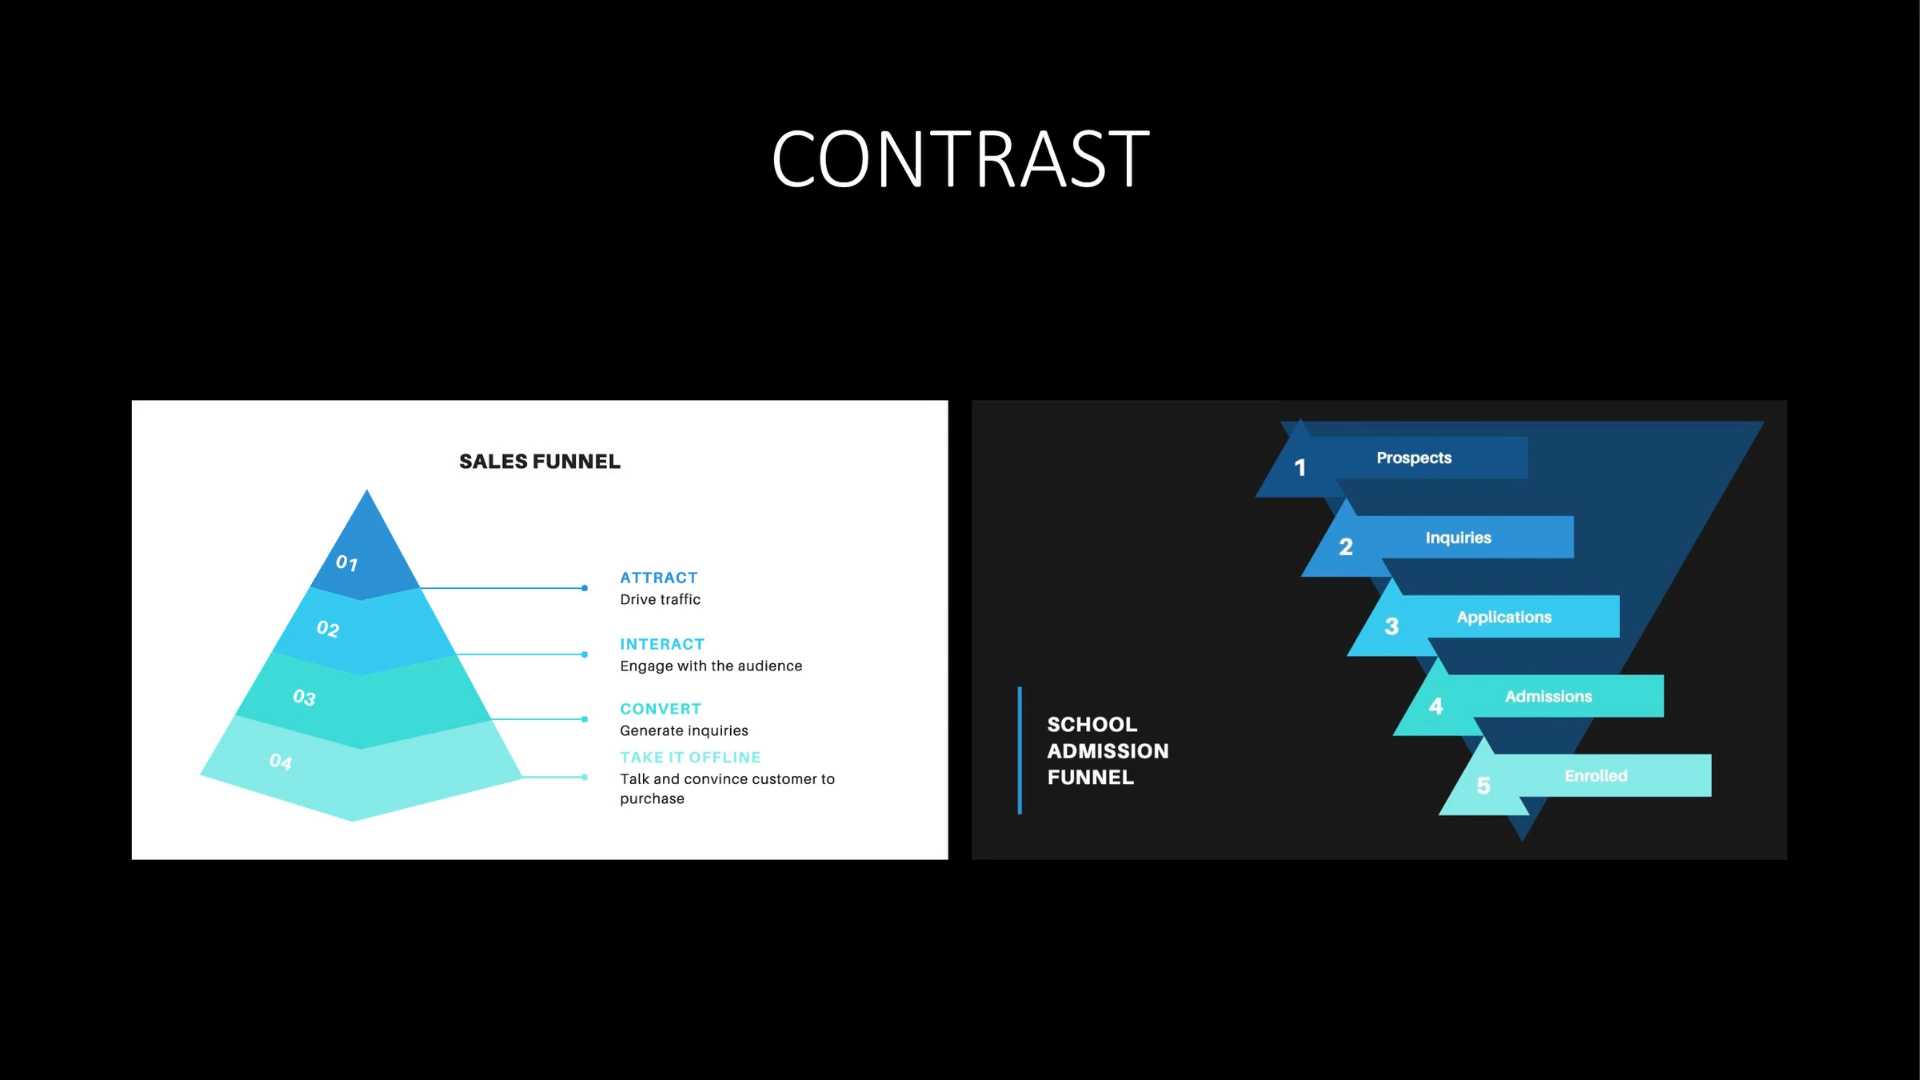 CONTRAST
SALES FUNNEL
01
ATTRACT
Drive traffic
02
INTERACT
Engage with the audience
03
CONVERT
Generate inquiries
04
TAKE IT OFFLINE
Talk and convince customer to
purchase
SCHOOL
ADMISSION
FUNNEL
1 Prospects
2 Inquiries
3 Applications
4 Admissions
5 Enrolled